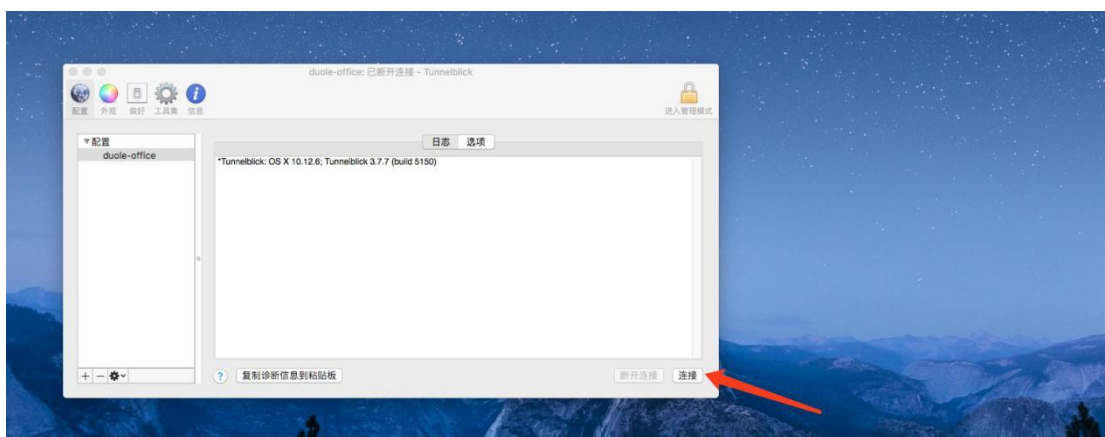 duole-office: 已断开连接 - Tunnelblick
配置 外观 偏好 工具集 信息
进入管理模式
▼配置
duole-office
日志 选项
*Tunnelblick: OS X 10.12.6; Tunnelblick 3.7.7 (build 5150)
? 复制诊断信息到粘贴板
断开连接 连接